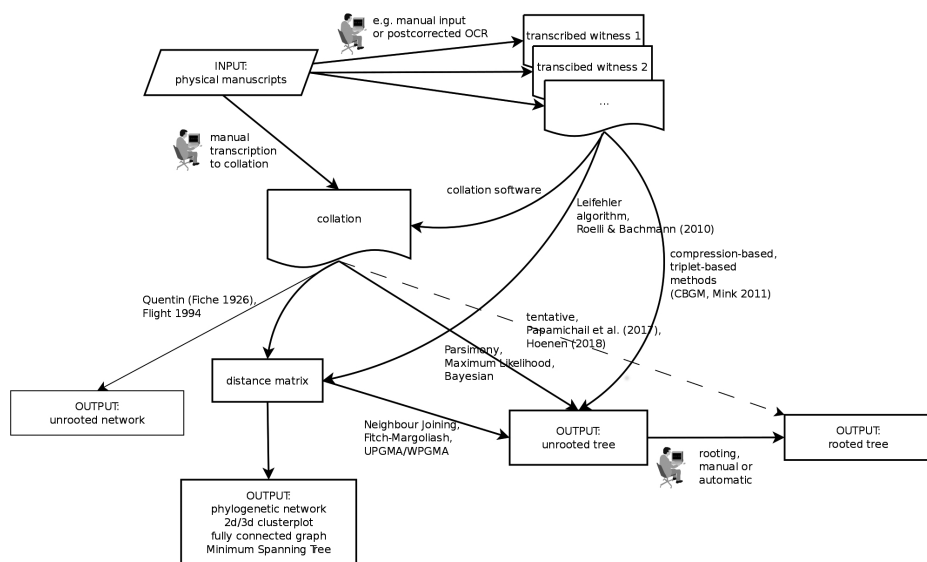 e.g. manual input
or postcorrected OCR
transcribed witness 1
transcibed witness 2
...
INPUT:
physical manuscripts
manual
transcription
to collation
collation software
collation
Leifehler
algorithm,
Roelli & Bachmann (2010)
compression-based,
triplet-based
methods
(CBGM, Mink 2011)
Quentin (Fiche 1926),
Flight 1994
tentative,
Papamichail et al. (2017),
Hoenen (2018)
Parsimony,
Maximum Likelihood,
Bayesian
distance matrix
OUTPUT:
unrooted network
Neighbour Joining,
Fitch-Margoliash,
UPGMA/WPGMA
OUTPUT:
unrooted tree
OUTPUT:
rooted tree
rooting,
manual or
automatic
OUTPUT:
phylogenetic network
2d/3d clusterplot
fully connected graph
Minimum Spanning Tree